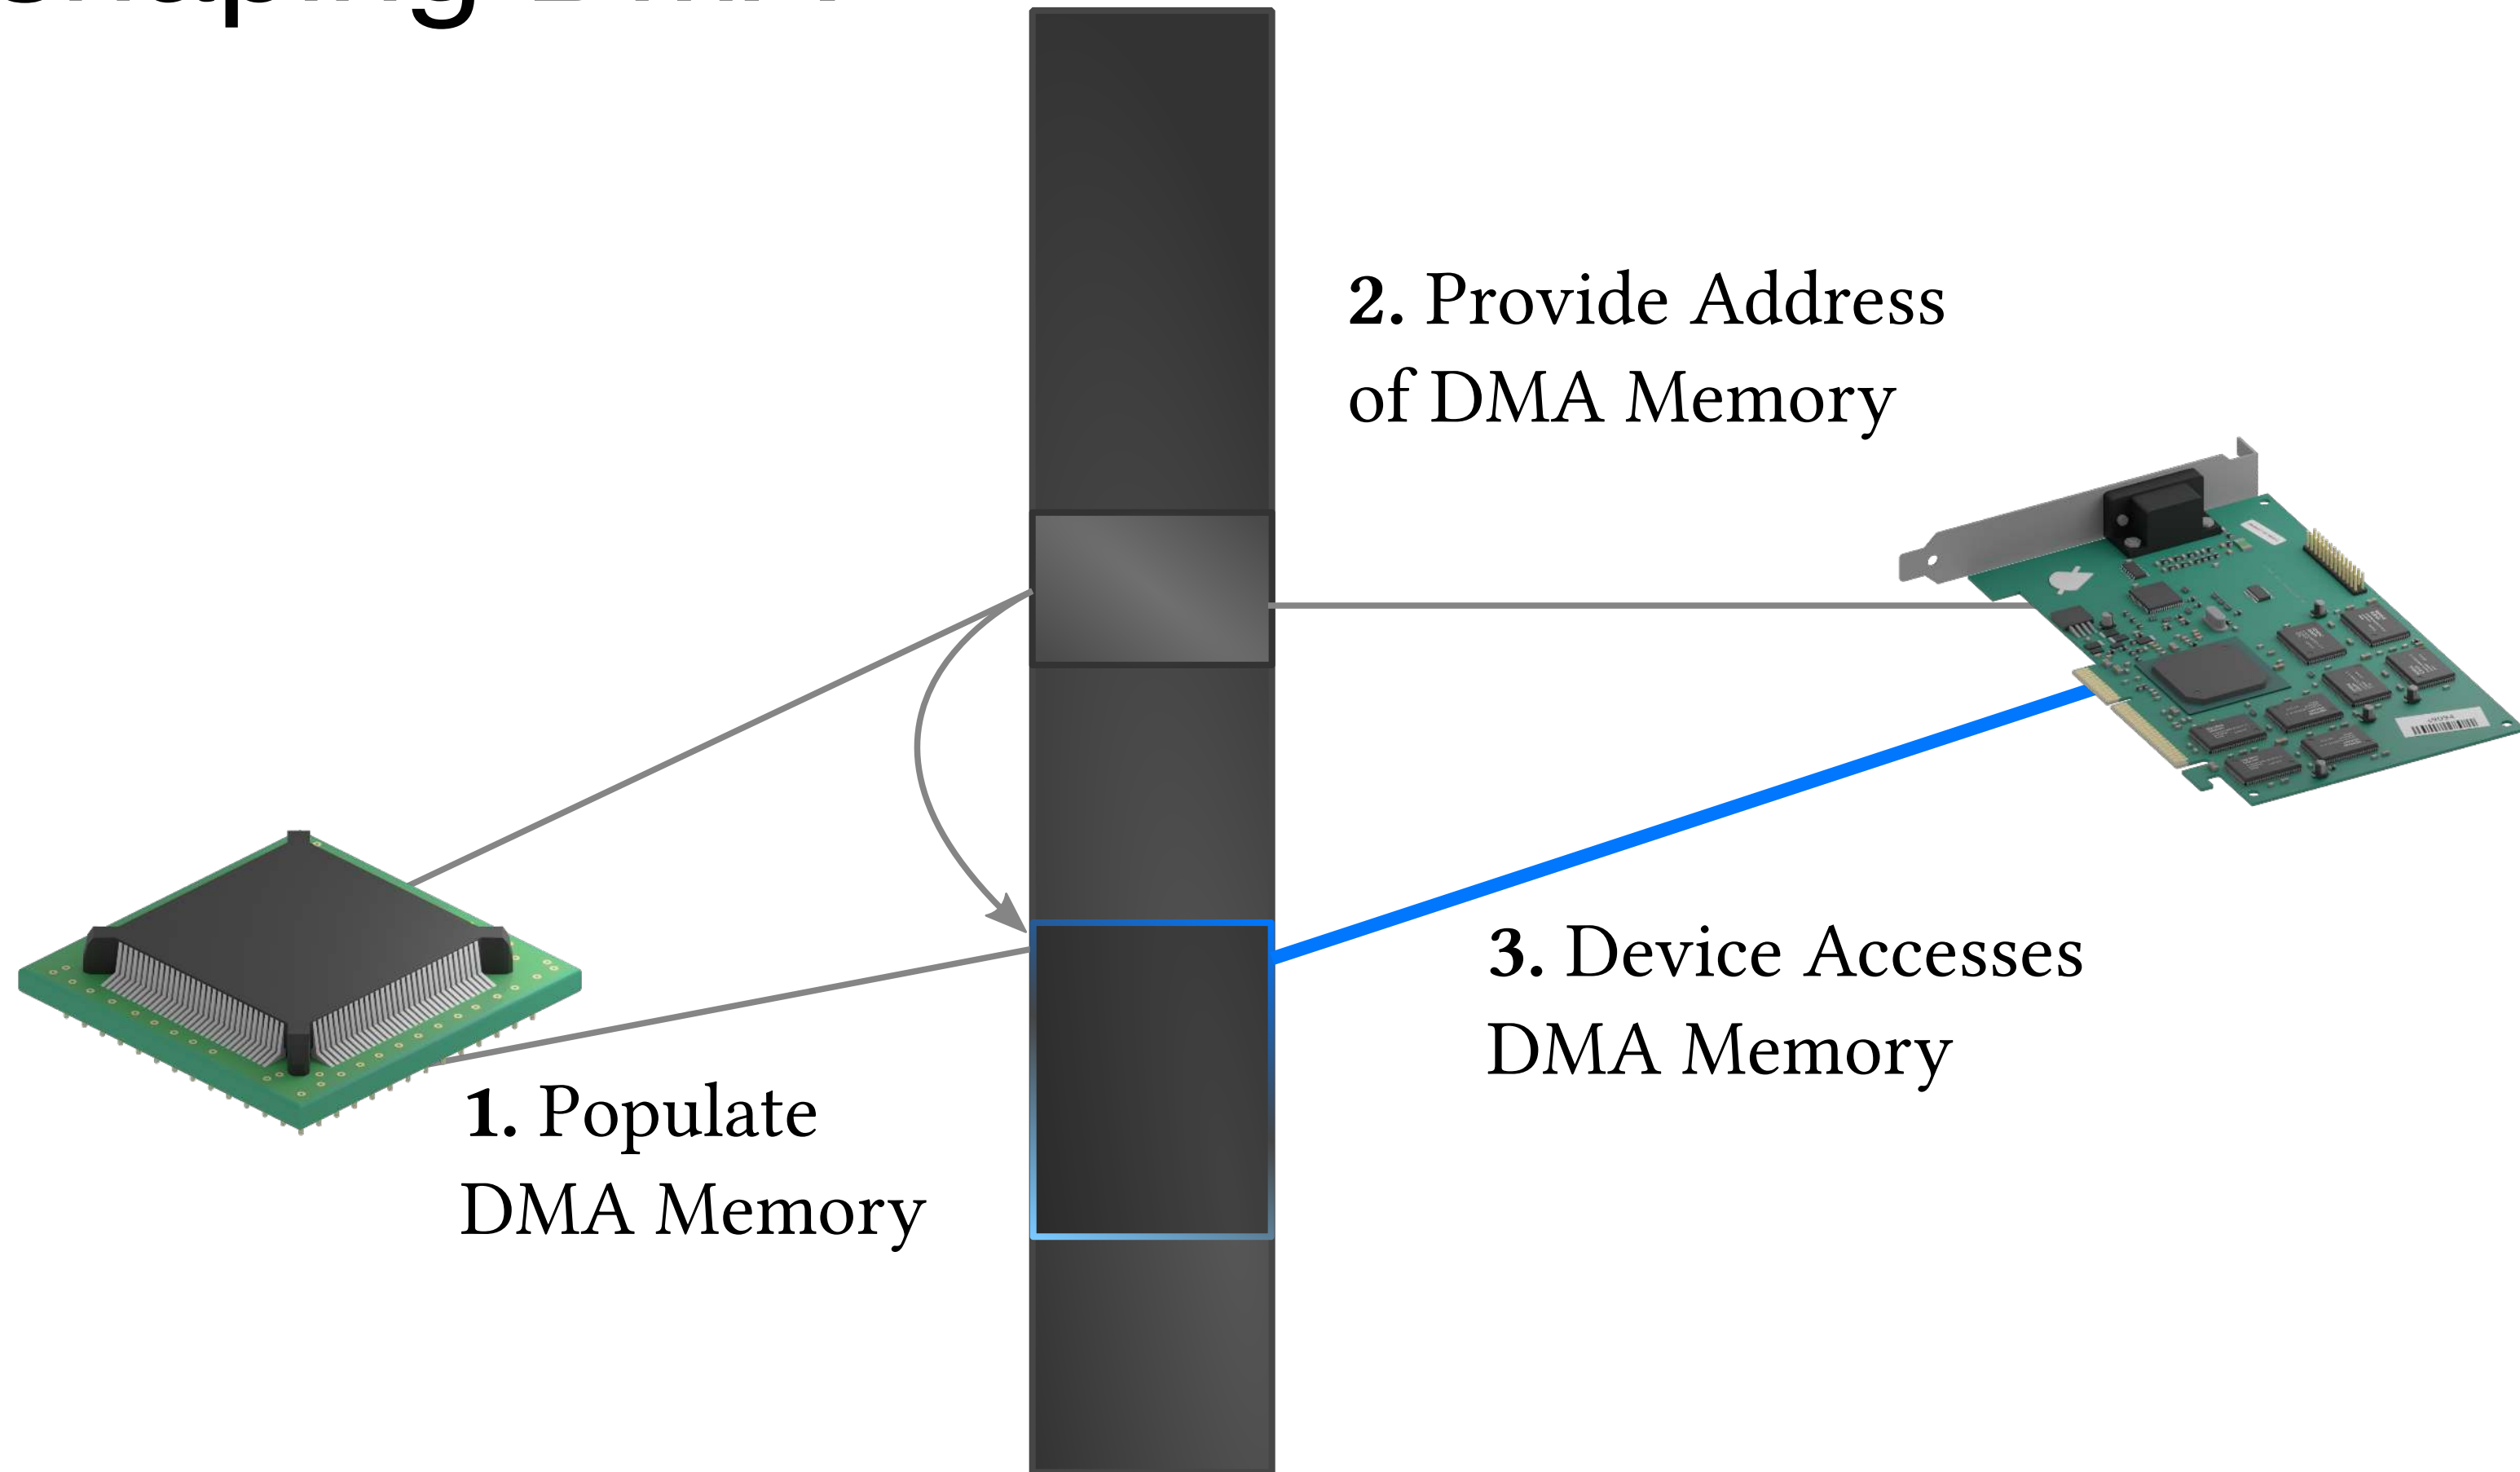 2. Provide Address
of DMA Memory
3. Device Accesses
DMA Memory
1. Populate
DMA Memory